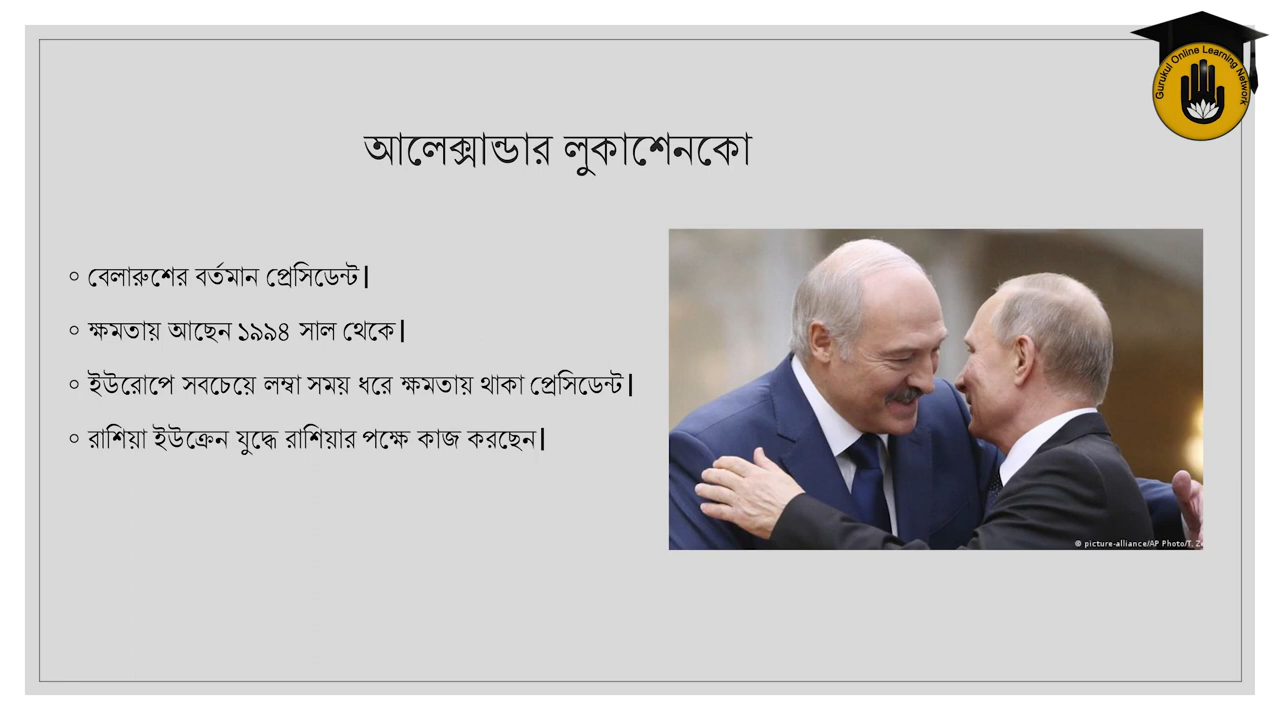 Gurukul Online Learning Network
আলেক্সান্ডার লুকাশেনকো
বেলারুশের বর্তমান প্রেসিডেন্ট|
ক্ষমতায় আছেন ১৯৯৪ সাল থেকে|
ইউরোপে সবচেয়ে লম্বা সময় ধরে ক্ষমতায় থাকা প্রেসিডেন্ট|
রাশিয়া ইউক্রেন যুদ্ধে রাশিয়ার পক্ষে কাজ করছেন|
© picture-alliance/AP Photo/T. Ze